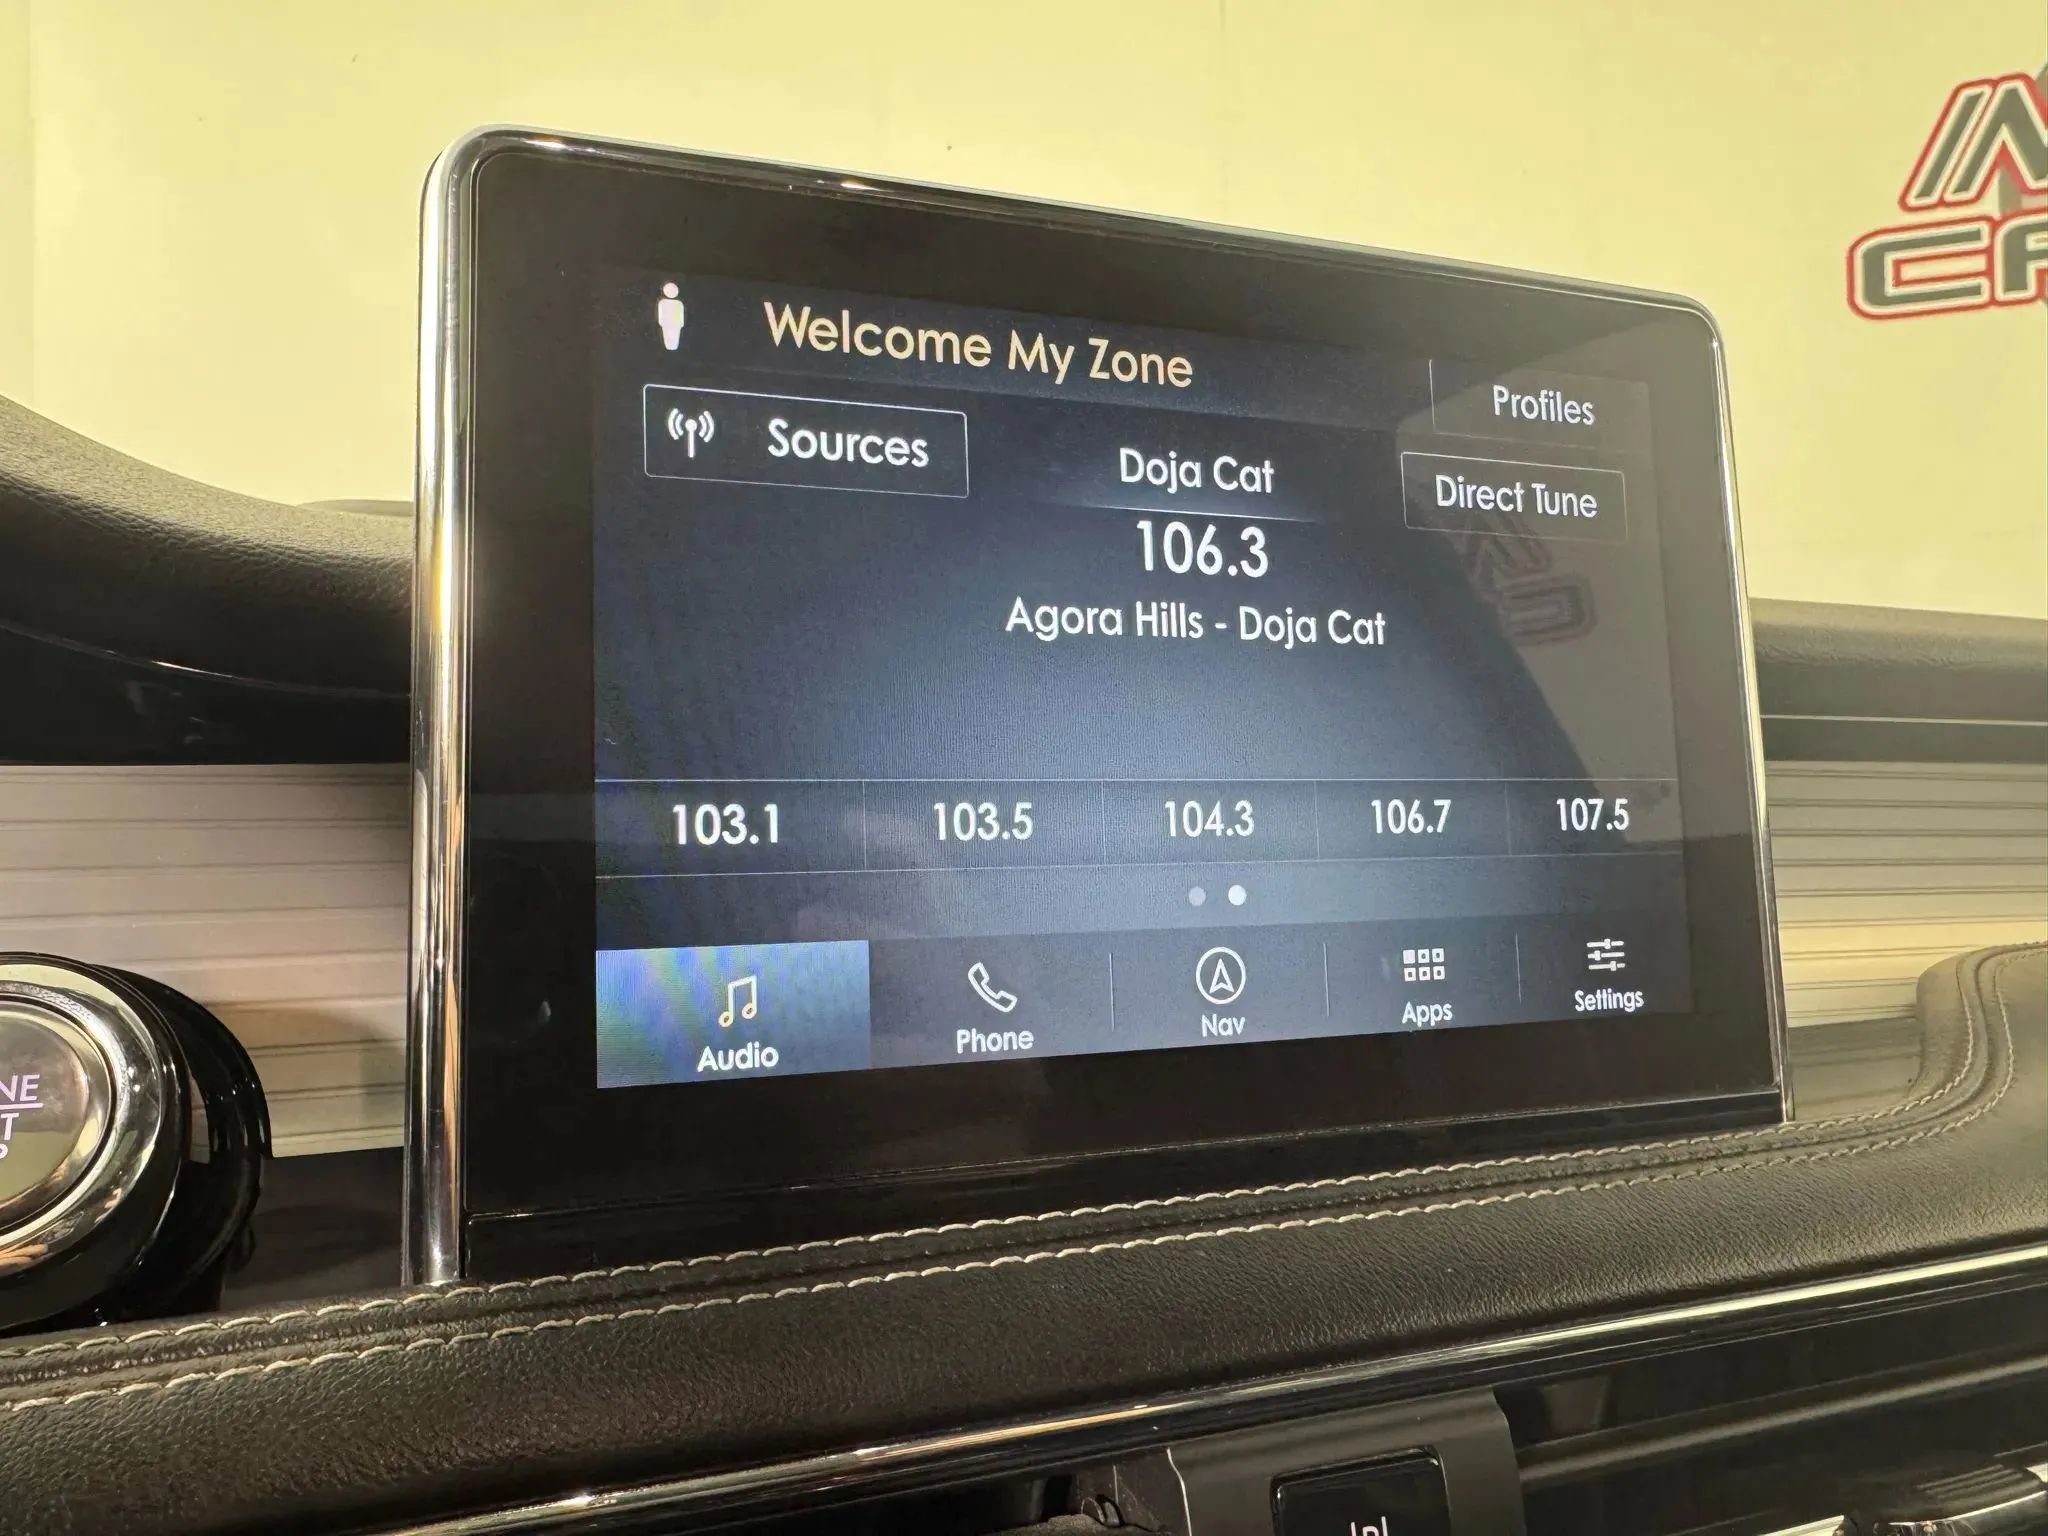 Welcome My Zone
Profiles
Sources
Doja Cat
Direct Tune
106.3
Agora Hills - Doja Cat
103.1
103.5
104.3
106.7
107.5
Audio
Phone
Nav
Apps
Settings